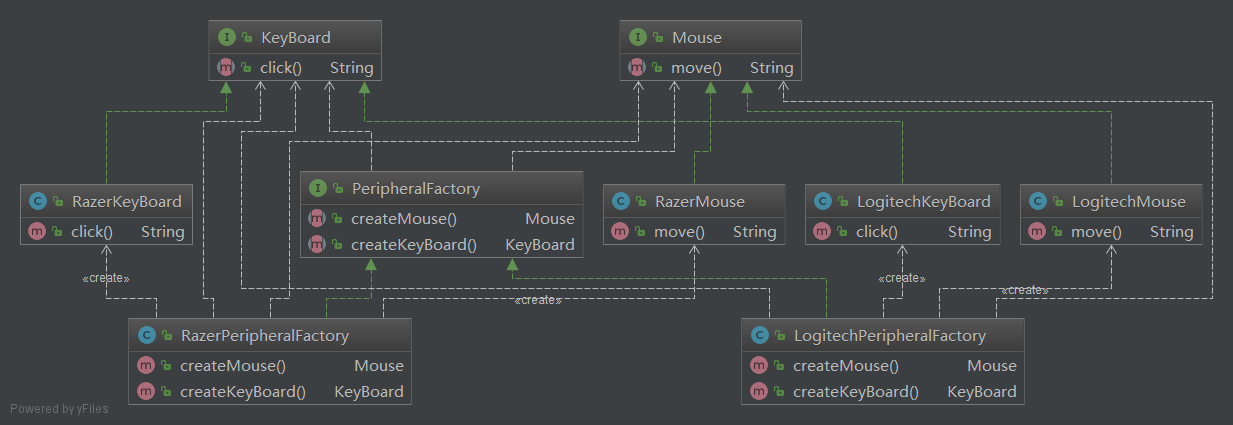 KeyBoard
click() String
Mouse
move() String
RazerKeyBoard
click() String
PeripheralFactory
createMouse() Mouse
createKeyBoard() KeyBoard
RazerMouse
move() String
LogitechKeyBoard
click() String
LogitechMouse
move() String
«create»
«create»
«create»
«create»
RazerPeripheralFactory
createMouse() Mouse
createKeyBoard() KeyBoard
LogitechPeripheralFactory
createMouse() Mouse
createKeyBoard() KeyBoard
Powered by yFiles